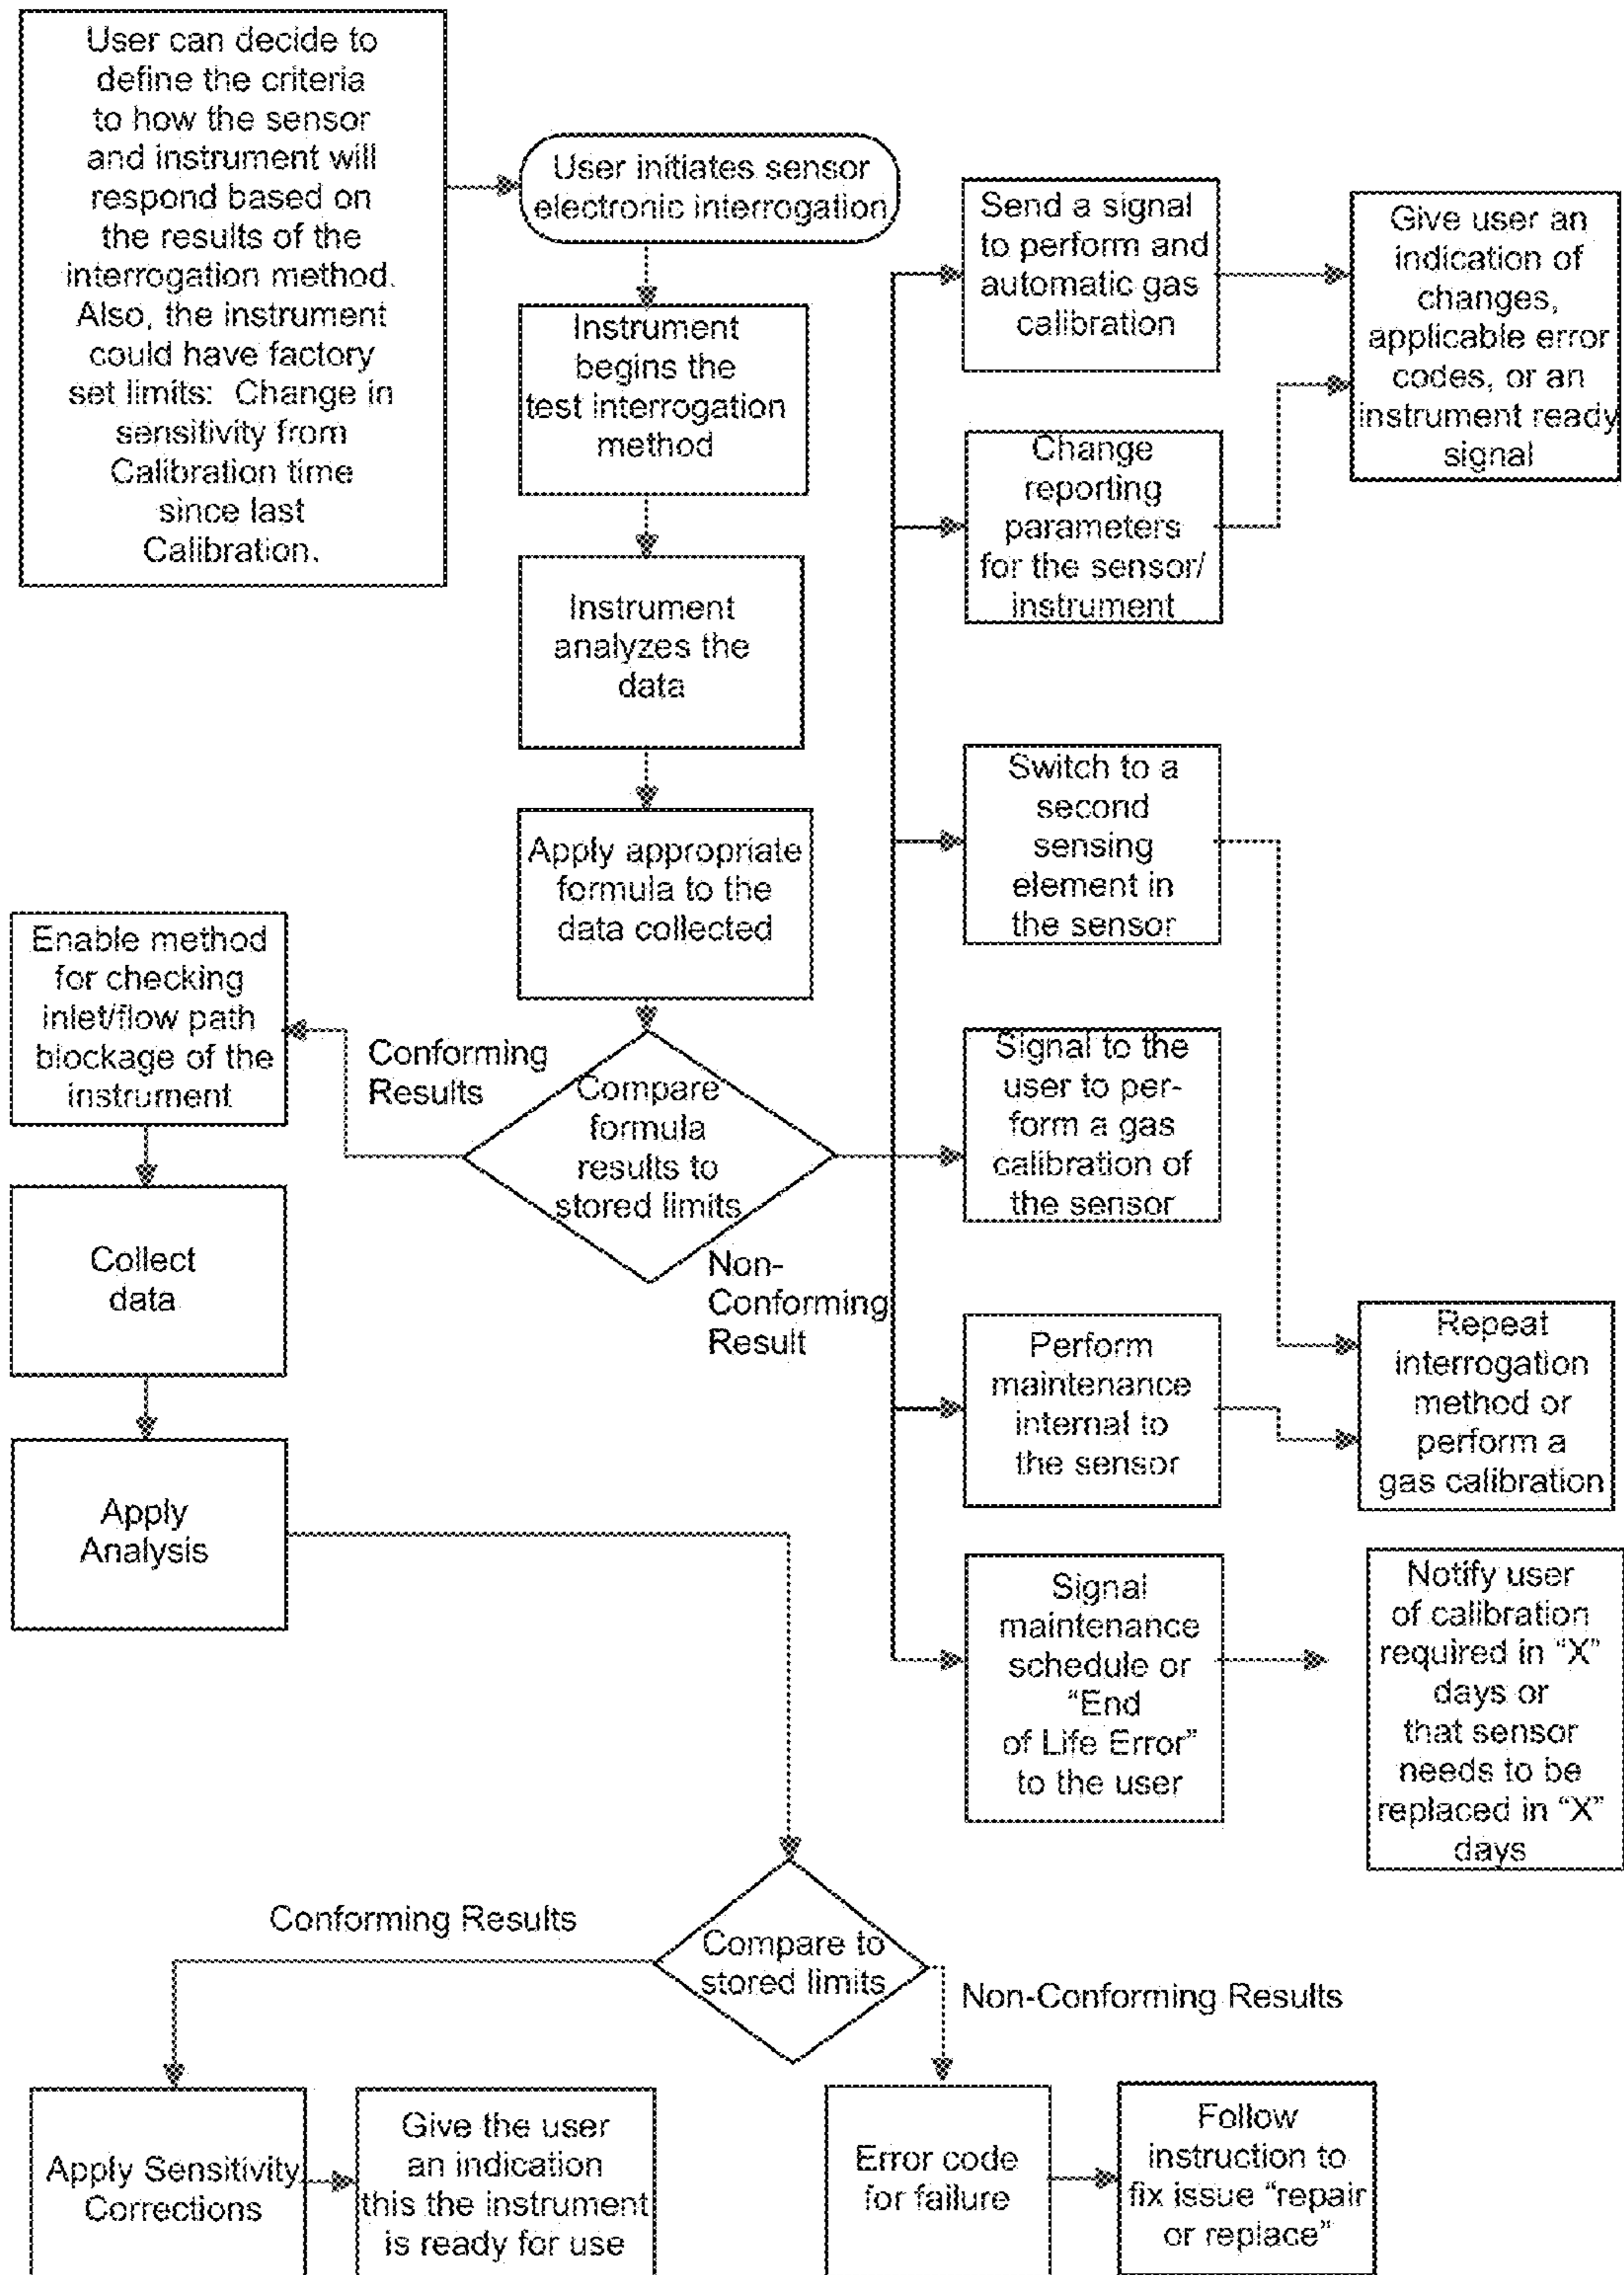 User can decide to
define the criteria
to how the sensor
and instrument will
respond based on
the results of the
interrogation method.
Also, the instrument
could have factory
set limits: Change in
sensitivity from
Calibration time
since last
Calibration.
User initiates sensor
electronic interrogation
Instrument
begins the
test interrogation
method
Instrument
analyzes the
data
Apply appropriate
formula to the
data collected
Compare
formula
results to
stored limits
Conforming
Results
Non-
Conforming
Result
Send a signal
to perform and
automatic gas
calibration
Give user an
indication of
changes,
applicable error
codes, or an
instrument ready
signal
Change
reporting
parameters
for the sensor/
instrument
Switch to a
second
sensing
element in
the sensor
Signal to the
user to per-
form a gas
calibration of
the sensor
Perform
maintenance
internal to
the sensor
Repeat
interrogation
method or
perform a
gas calibration
Signal
maintenance
schedule or
“End
of Life Error”
to the user
Notify user
of calibration
required in “X”
days or
that sensor
needs to be
replaced in “X”
days
Enable method
for checking
inlet/flow path
blockage of the
instrument
Collect
data
Apply
Analysis
Compare to
stored limits
Conforming Results
Non-Conforming Results
Apply Sensitivity
Corrections
Give the user
an indication
this the instrument
is ready for use
Error code
for failure
Follow
instruction to
fix issue “repair
or replace”